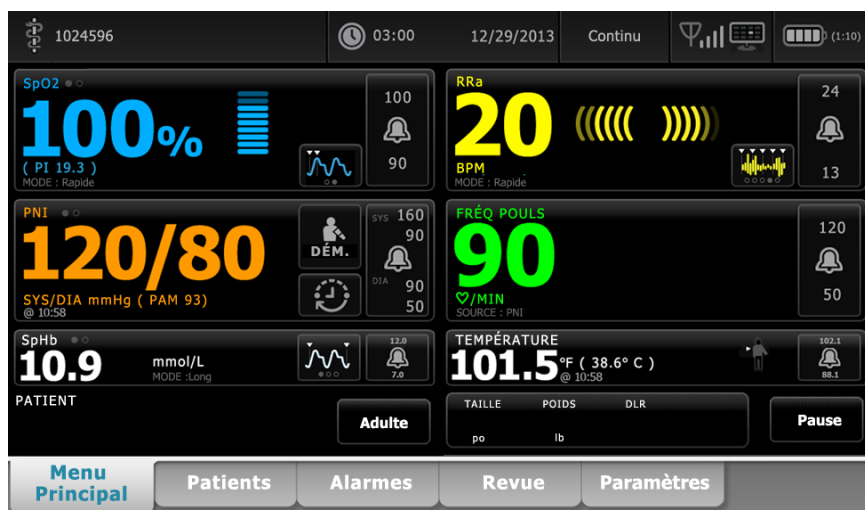 1024596
03:00
12/29/2013
Continu
(1:10)
SpO2
100%
( PI 19.3 )
MODE : Rapide
100
90
RRa
20
BPM
MODE : Rapide
24
13
PNI
120/80
SYS/DIA mmHg ( PAM 93)
@ 10:58
DÉM.
SYS 160
90
DIA 90
50
FRÉQ POULS
90
/MIN
SOURCE : PNI
120
50
SpHb
10.9 mmol/L
MODE :Long
12.0
7.0
TEMPÉRATURE
101.5 °F ( 38.6° C )
@ 10:58
102.1
88.1
PATIENT
Adulte
TAILLE POIDS DLR
po lb
Pause
Menu
Principal
Patients
Alarmes
Revue
Paramètres